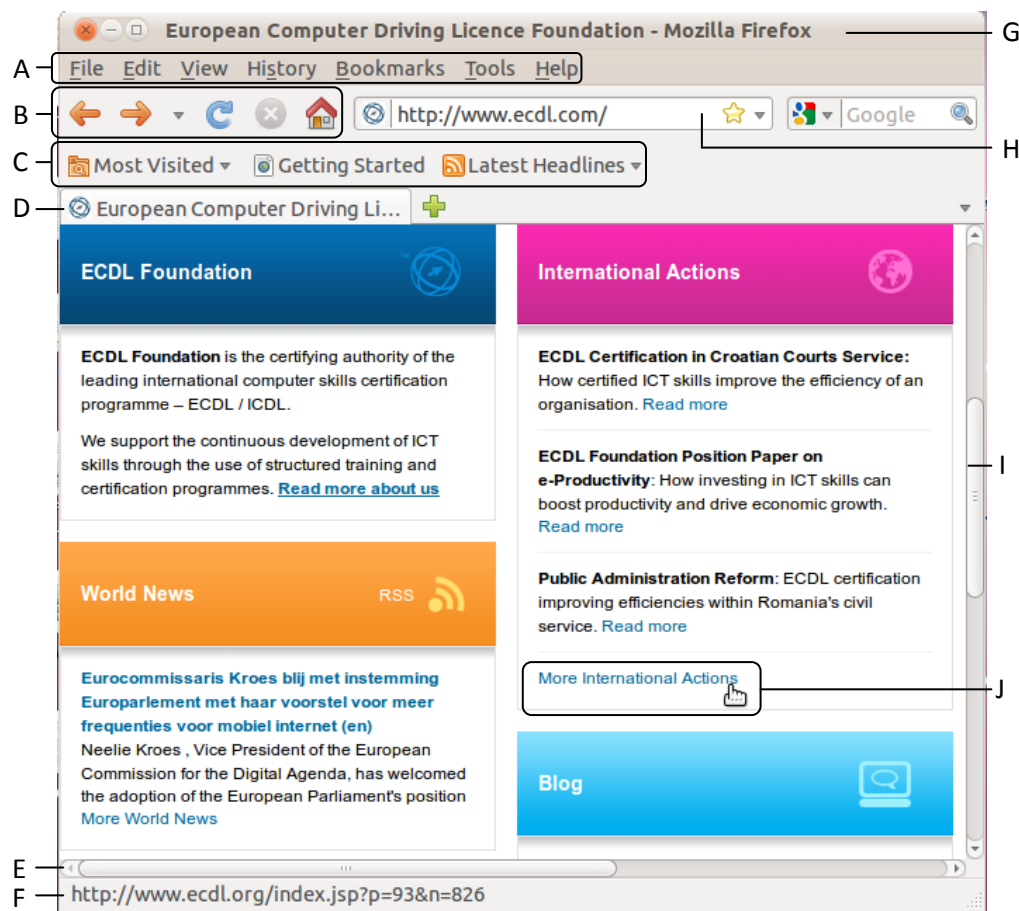 European Computer Driving Licence Foundation - Mozilla Firefox
G
A
File Edit View History Bookmarks Tools Help
B
http://www.ecdl.com/
Google
H
C
Most Visited
Getting Started
Latest Headlines
D
European Computer Driving Li...
ECDL Foundation
ECDL Foundation is the certifying authority of the
leading international computer skills certification
programme – ECDL / ICDL.
We support the continuous development of ICT
skills through the use of structured training and
certification programmes. Read more about us
World News
RSS
Eurocommissaris Kroes blij met instemming
Europarlement met haar voorstel voor meer
frequenties voor mobiel internet (en)
Neelie Kroes , Vice President of the European
Commission for the Digital Agenda, has welcomed
the adoption of the European Parliament's position
More World News
International Actions
ECDL Certification in Croatian Courts Service:
How certified ICT skills improve the efficiency of an
organisation. Read more
ECDL Foundation Position Paper on
e-Productivity: How investing in ICT skills can
boost productivity and drive economic growth.
Read more
I
Public Administration Reform: ECDL certification
improving efficiencies within Romania's civil
service. Read more
More International Actions
J
Blog
E
F
http://www.ecdl.org/index.jsp?p=93&n=826